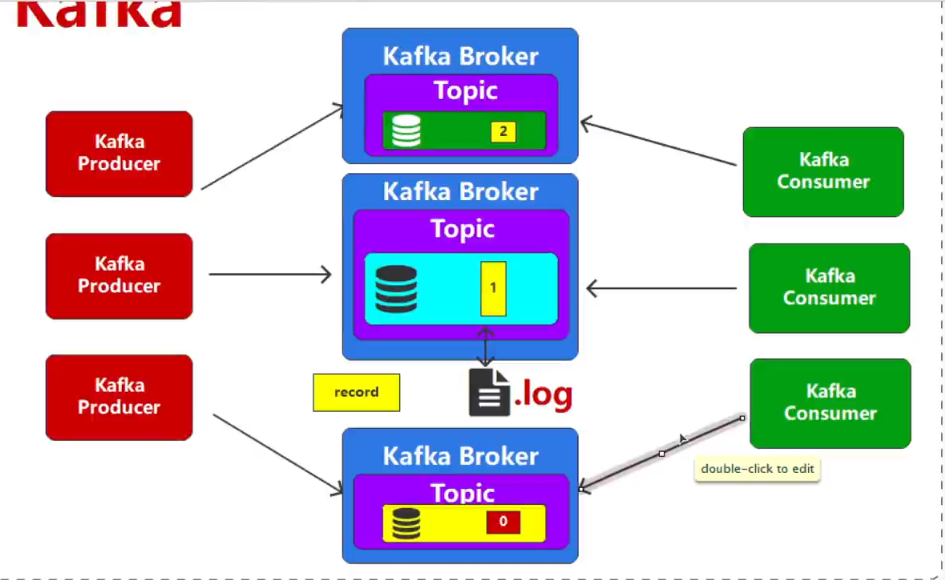 Kafka
Kafka Broker
Topic
2
Kafka
Producer
Kafka
Consumer
Kafka Broker
Topic
1
Kafka
Producer
Kafka
Consumer
record
.log
Kafka
Producer
Kafka
Consumer
Kafka Broker
Topic
0
double-click to edit